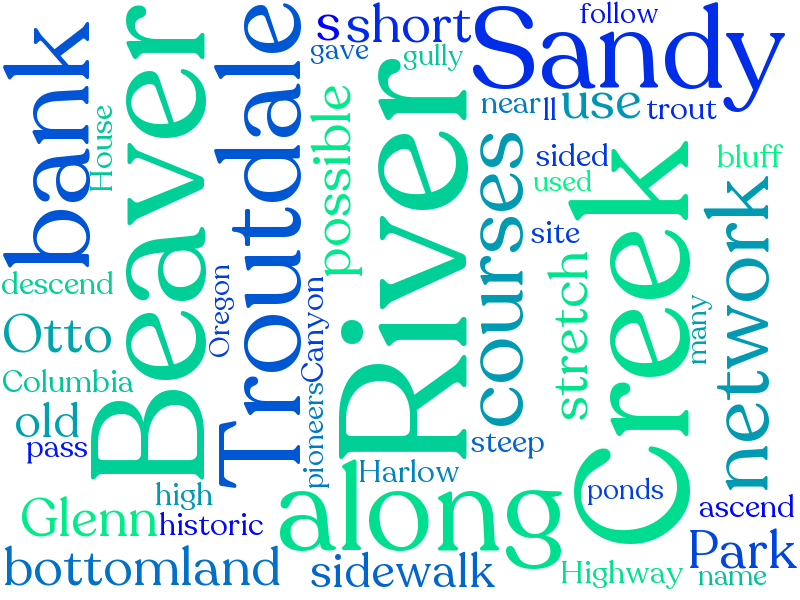 follow
Sandy
s
short
gave
gully
bank
Beaver
Troutdale
near
ll
use
trout
House
possible
River
courses
sided
bluff
used
Creek
network
site
descend
Oregon
Canyon
stretch
many
Otto
Columbia
old
pass
pioneers
steep
Harlow
high
along
ponds
Glenn
historic
ascend
bottomland
sidewalk
Highway
Park
name